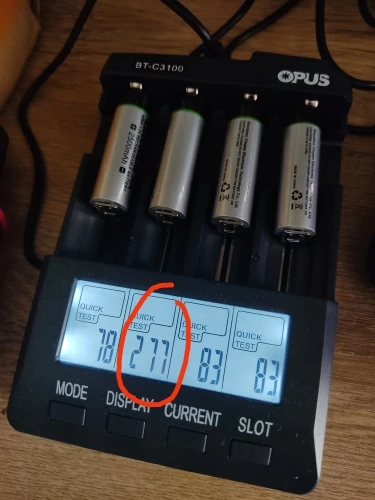 BT-C3100
OPUS
2500mAh
QUICK TEST
78
QUICK TEST
277
QUICK TEST
83
QUICK TEST
83
MODE
DISPLAY
CURRENT
SLOT